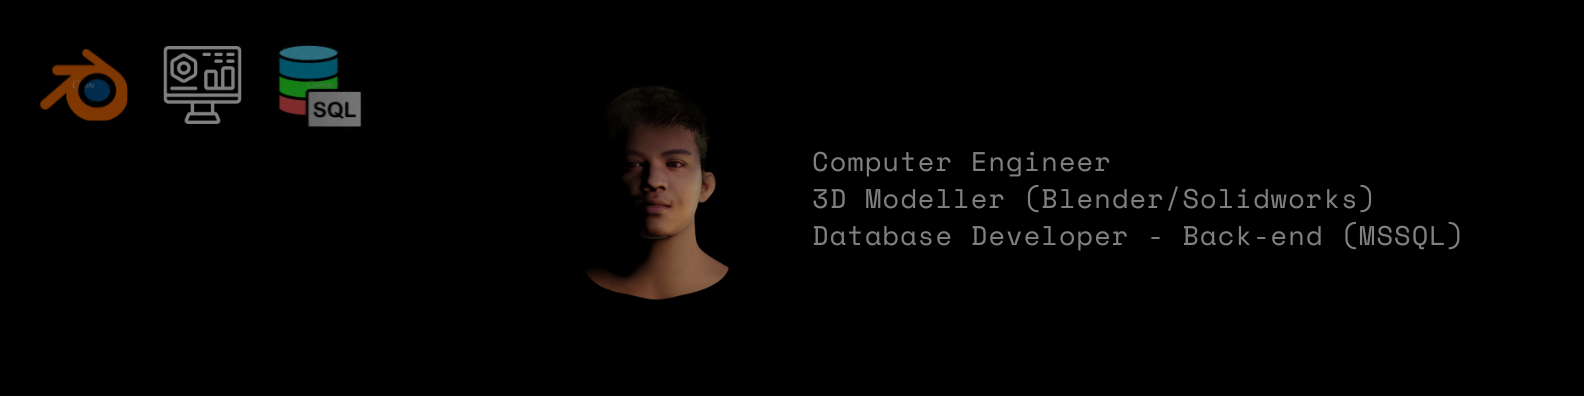 SQL
Computer Engineer
3D Modeller (Blender/Solidworks)
Database Developer - Back-end (MSSQL)